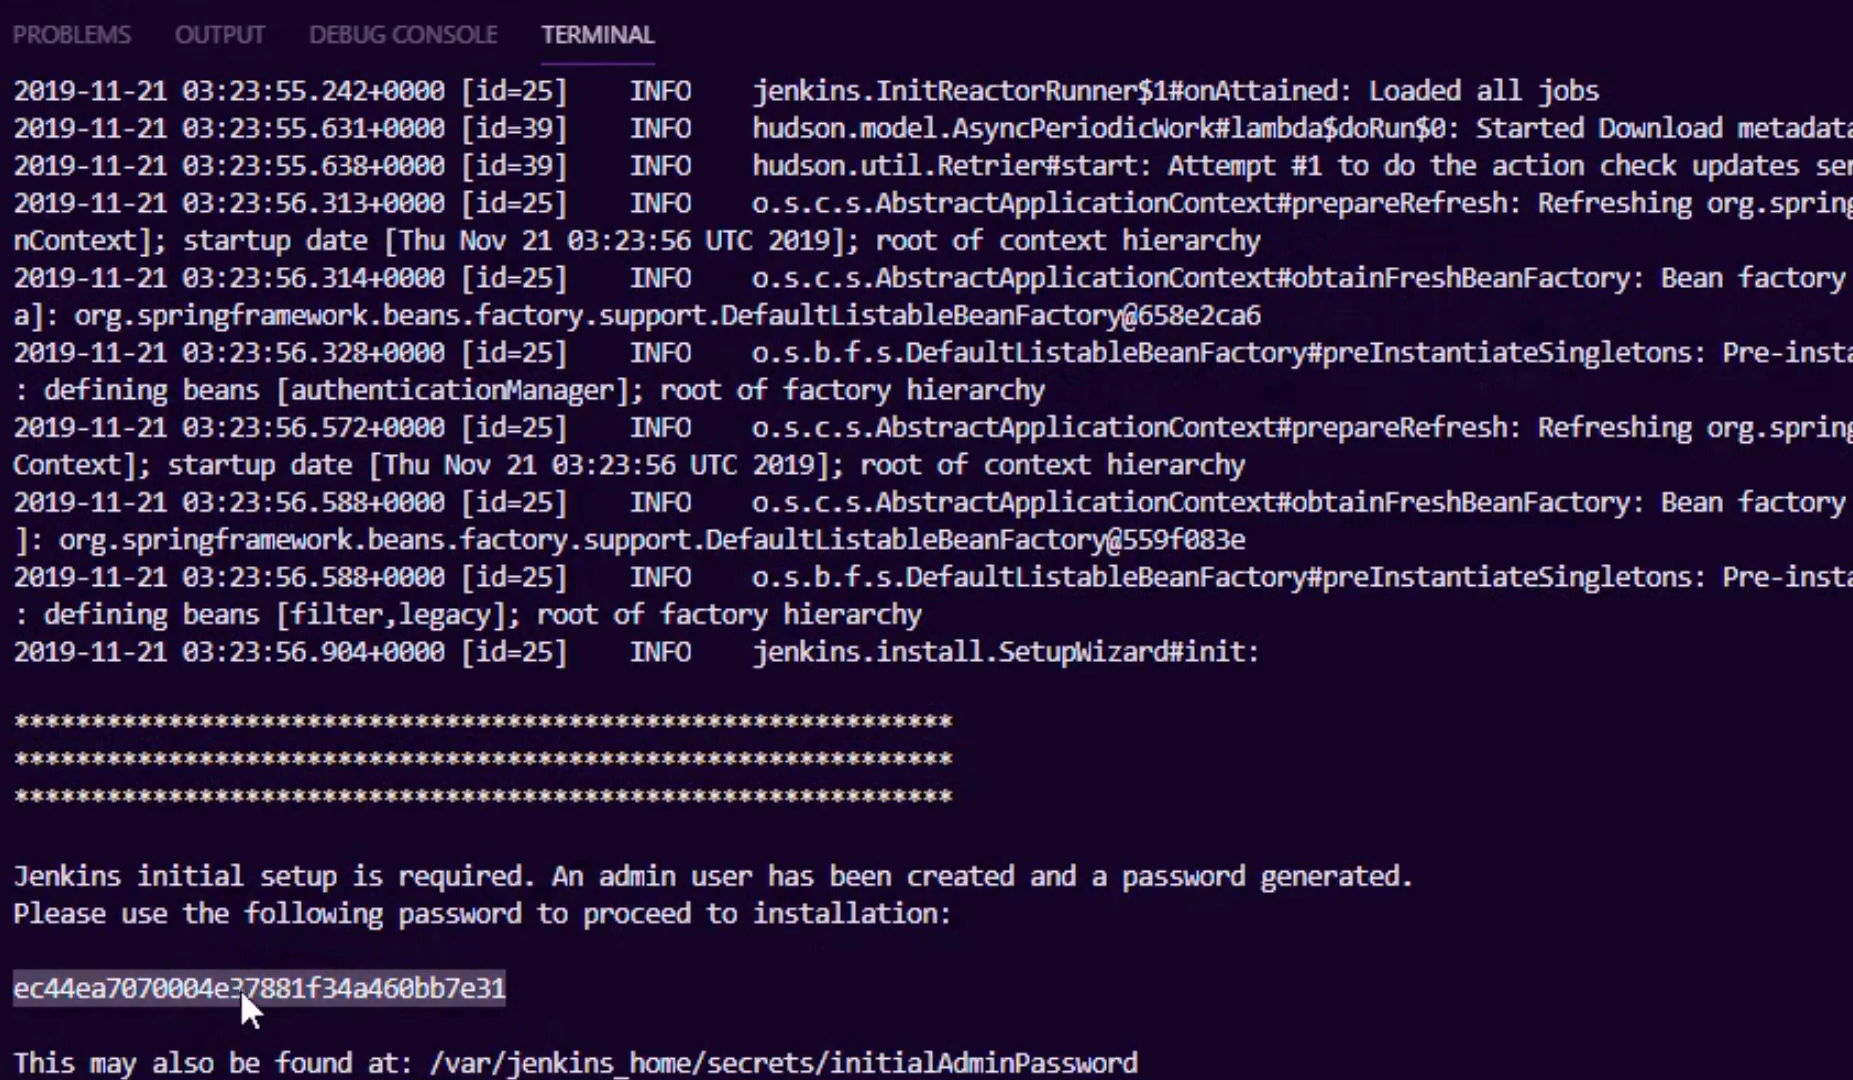 PROBLEMS OUTPUT DEBUG CONSOLE TERMINAL
2019-11-21 03:23:55.242+0000 [id=25] INFO jenkins.InitReactorRunner$1#onAttained: Loaded all jobs
2019-11-21 03:23:55.631+0000 [id=39] INFO hudson.model.AsyncPeriodicWork#lambda$doRun$0: Started Download metadata
2019-11-21 03:23:55.638+0000 [id=39] INFO hudson.util.Retrier#start: Attempt #1 to do the action check updates ser
2019-11-21 03:23:56.313+0000 [id=25] INFO o.s.c.s.AbstractApplicationContext#prepareRefresh: Refreshing org.spring
nContext]; startup date [Thu Nov 21 03:23:56 UTC 2019]; root of context hierarchy
2019-11-21 03:23:56.314+0000 [id=25] INFO o.s.c.s.AbstractApplicationContext#obtainFreshBeanFactory: Bean factory
a]: org.springframework.beans.factory.support.DefaultListableBeanFactory@658e2ca6
2019-11-21 03:23:56.328+0000 [id=25] INFO o.s.b.f.s.DefaultListableBeanFactory#preInstantiateSingletons: Pre-insta
: defining beans [authenticationManager]; root of factory hierarchy
2019-11-21 03:23:56.572+0000 [id=25] INFO o.s.c.s.AbstractApplicationContext#prepareRefresh: Refreshing org.spring
Context]; startup date [Thu Nov 21 03:23:56 UTC 2019]; root of context hierarchy
2019-11-21 03:23:56.588+0000 [id=25] INFO o.s.c.s.AbstractApplicationContext#obtainFreshBeanFactory: Bean factory
]: org.springframework.beans.factory.support.DefaultListableBeanFactory@559f083e
2019-11-21 03:23:56.588+0000 [id=25] INFO o.s.b.f.s.DefaultListableBeanFactory#preInstantiateSingletons: Pre-insta
: defining beans [filter,legacy]; root of factory hierarchy
2019-11-21 03:23:56.904+0000 [id=25] INFO jenkins.install.SetupWizard#init:
*************************************************************
*************************************************************
*************************************************************
Jenkins initial setup is required. An admin user has been created and a password generated.
Please use the following password to proceed to installation:
ec44ea7070004e37881f34a460bb7e31
This may also be found at: /var/jenkins_home/secrets/initialAdminPassword